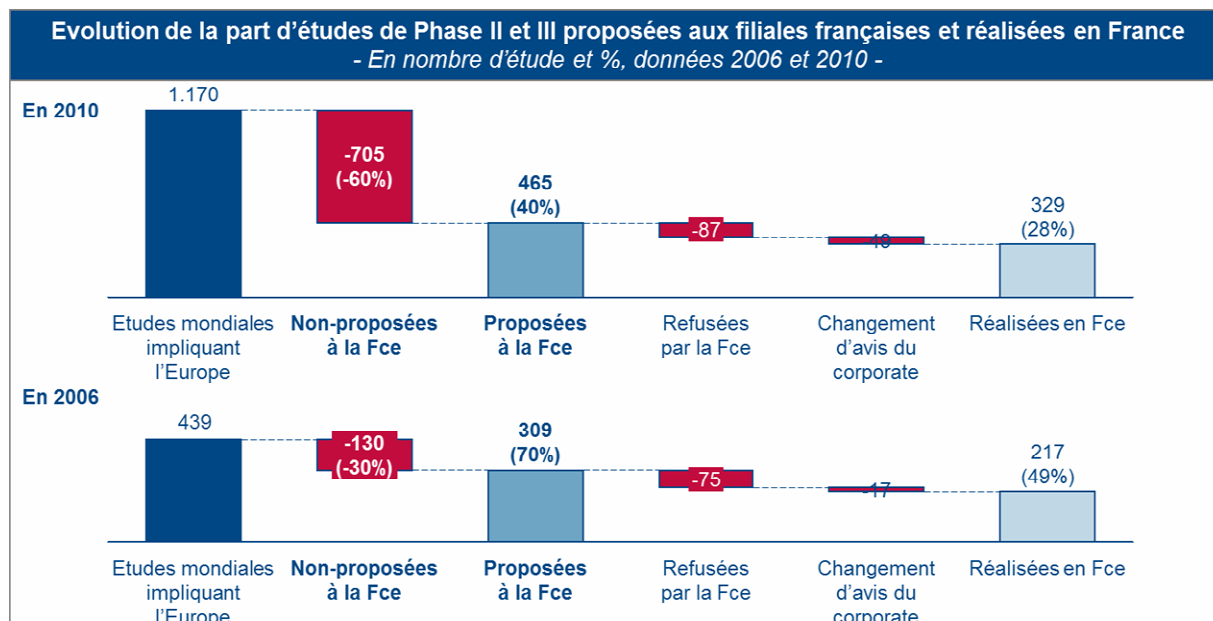 Evolution de la part d’études de Phase II et III proposées aux filiales françaises et réalisées en France
- En nombre d’étude et %, données 2006 et 2010 -
En 2010
1.170
-705
(-60%)
465
(40%)
-87
-49
329
(28%)
Etudes mondiales
impliquant
l’Europe
Non-proposées
à la Fce
Proposées
à la Fce
Refusées
par la Fce
Changement
d’avis du
corporate
Réalisées en Fce
En 2006
439
-130
(-30%)
309
(70%)
-75
-17
217
(49%)
Etudes mondiales
impliquant
l’Europe
Non-proposées
à la Fce
Proposées
à la Fce
Refusées
par la Fce
Changement
d’avis du
corporate
Réalisées en Fce